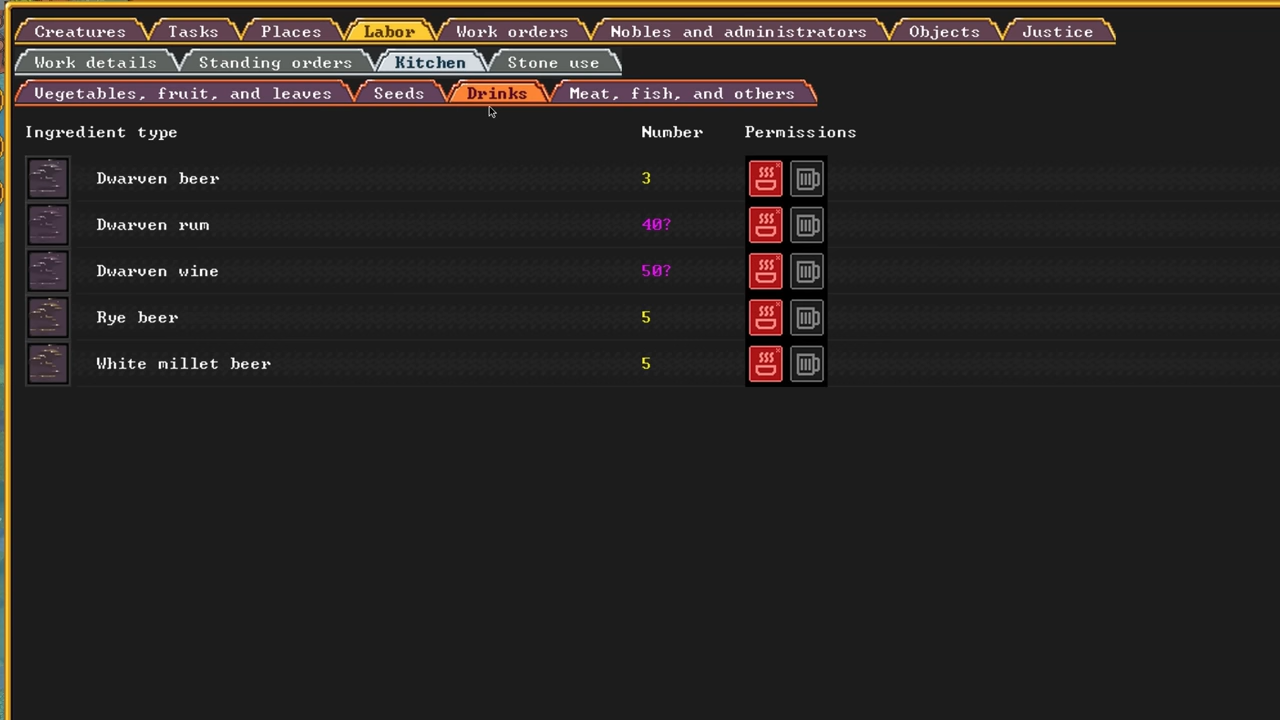 Creatures Tasks Places Labor Work orders Nobles and administrators Objects Justice
Work details Standing orders Kitchen Stone use
Vegetables, fruit, and leaves Seeds Drinks Meat, fish, and others
Ingredient type Number Permissions
Dwarven beer 3
Dwarven rum 40?
Dwarven wine 50?
Rye beer 5
White millet beer 5